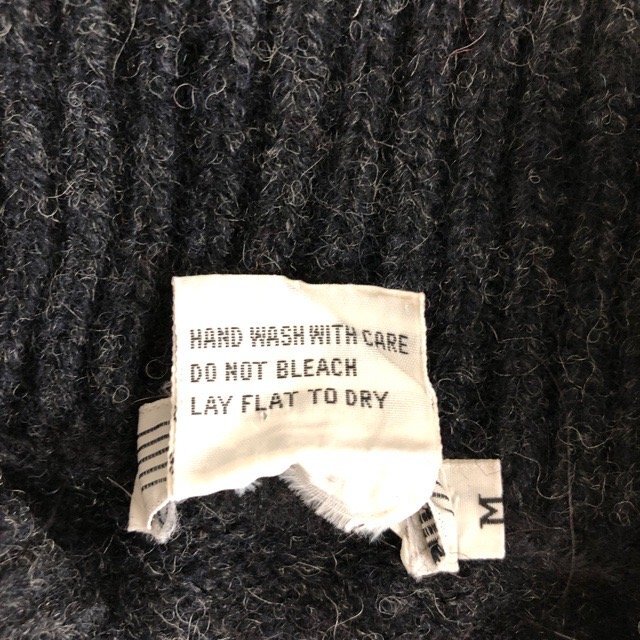 HAND WASH WITH CARE
DO NOT BLEACH
LAY FLAT TO DRY
M